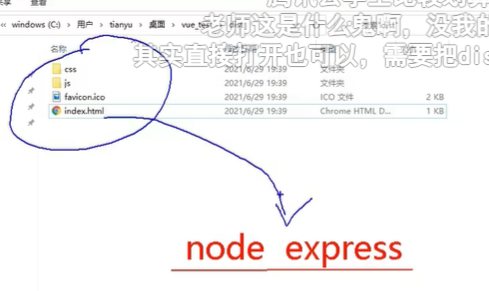 查看
老师这是什么鬼啊，没我的
windows (C:) > 用户 > tianyu > 桌面 > vue_test
其实直接打开也可以，需要把dis
名称
css 2021/6/29 19:39 文件夹
js 2021/6/29 19:39 文件夹
favicon.ico 2021/6/29 19:39 ICO 文件 2 KB
index.html 2021/6/29 19:39 Chrome HTML D... 1 KB
node express